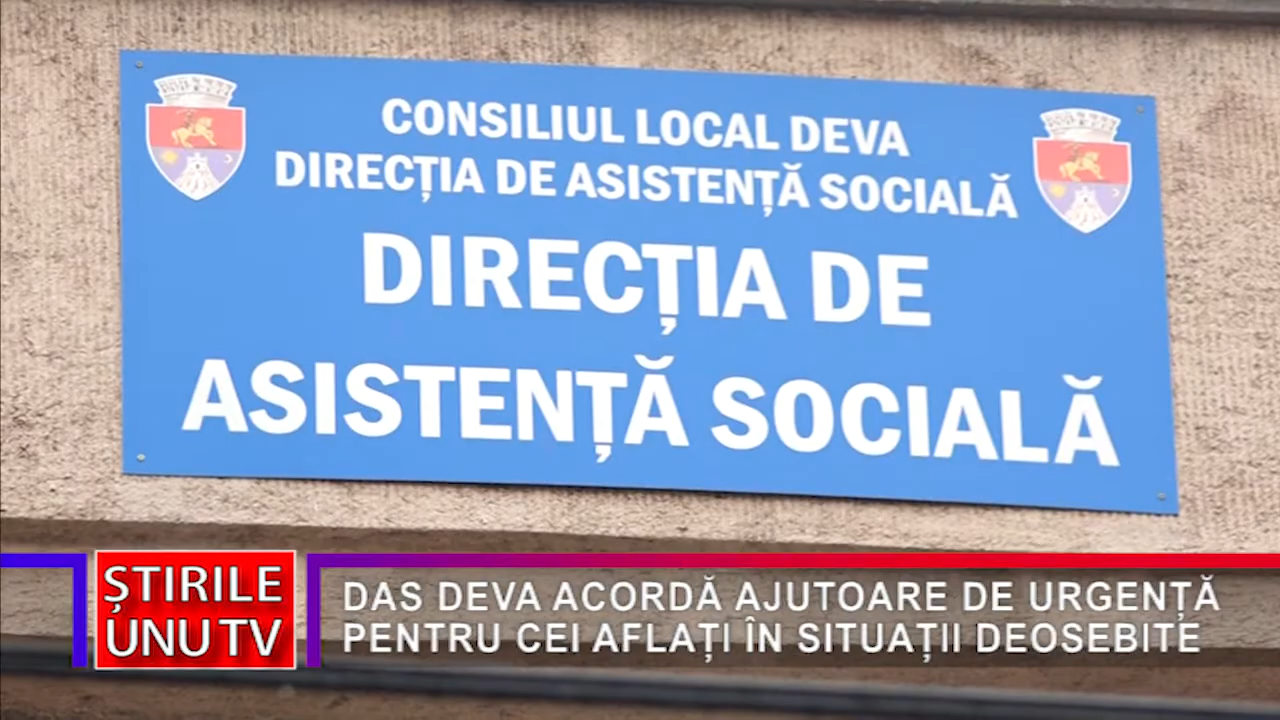 CONSILIUL LOCAL DEVA
DIRECȚIA DE ASISTENȚĂ SOCIALĂ
DIRECȚIA DE
ASISTENȚĂ SOCIALĂ
ȘTIRILE
UNU TV
DAS DEVA ACORDĂ AJUTOARE DE URGENȚĂ
PENTRU CEI AFLAȚI ÎN SITUAȚII DEOSEBITE